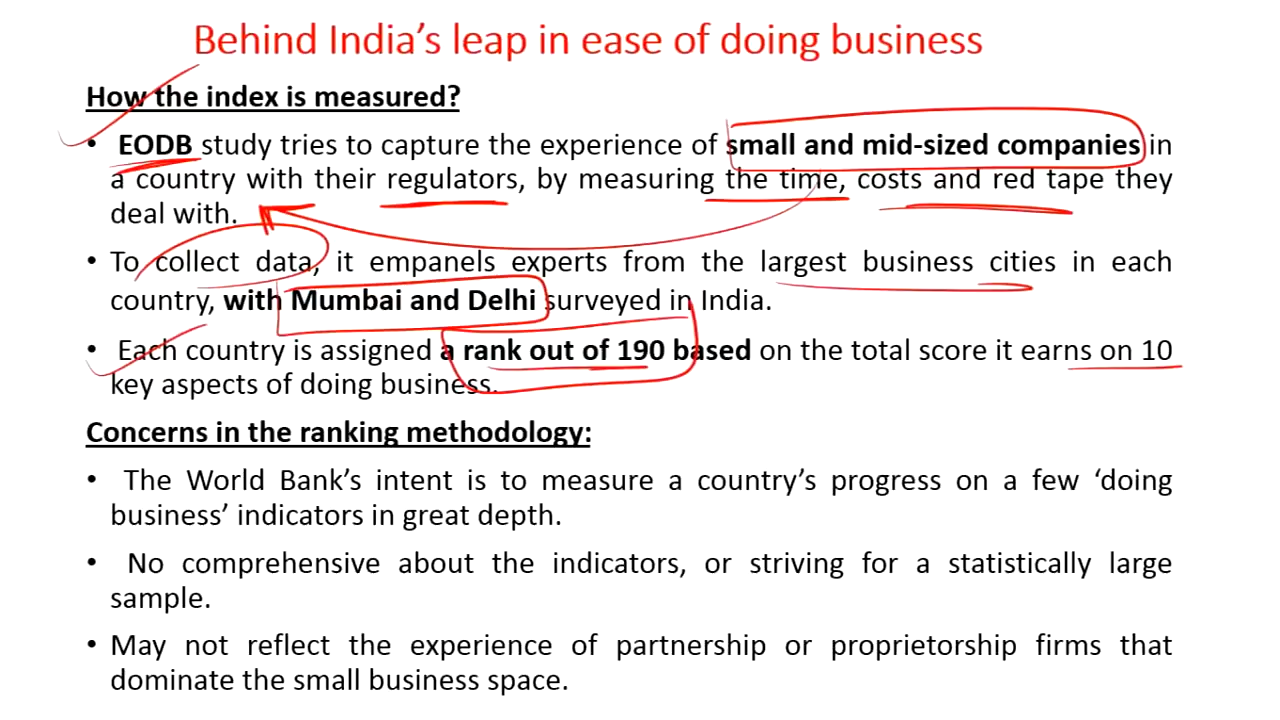 Behind India’s leap in ease of doing business
How the index is measured?
• EODB study tries to capture the experience of small and mid-sized companies in
a country with their regulators, by measuring the time, costs and red tape they
deal with.
• To collect data, it empanels experts from the largest business cities in each
country, with Mumbai and Delhi surveyed in India.
• Each country is assigned a rank out of 190 based on the total score it earns on 10
key aspects of doing business.
Concerns in the ranking methodology:
• The World Bank’s intent is to measure a country’s progress on a few ‘doing
business’ indicators in great depth.
• No comprehensive about the indicators, or striving for a statistically large
sample.
• May not reflect the experience of partnership or proprietorship firms that
dominate the small business space.